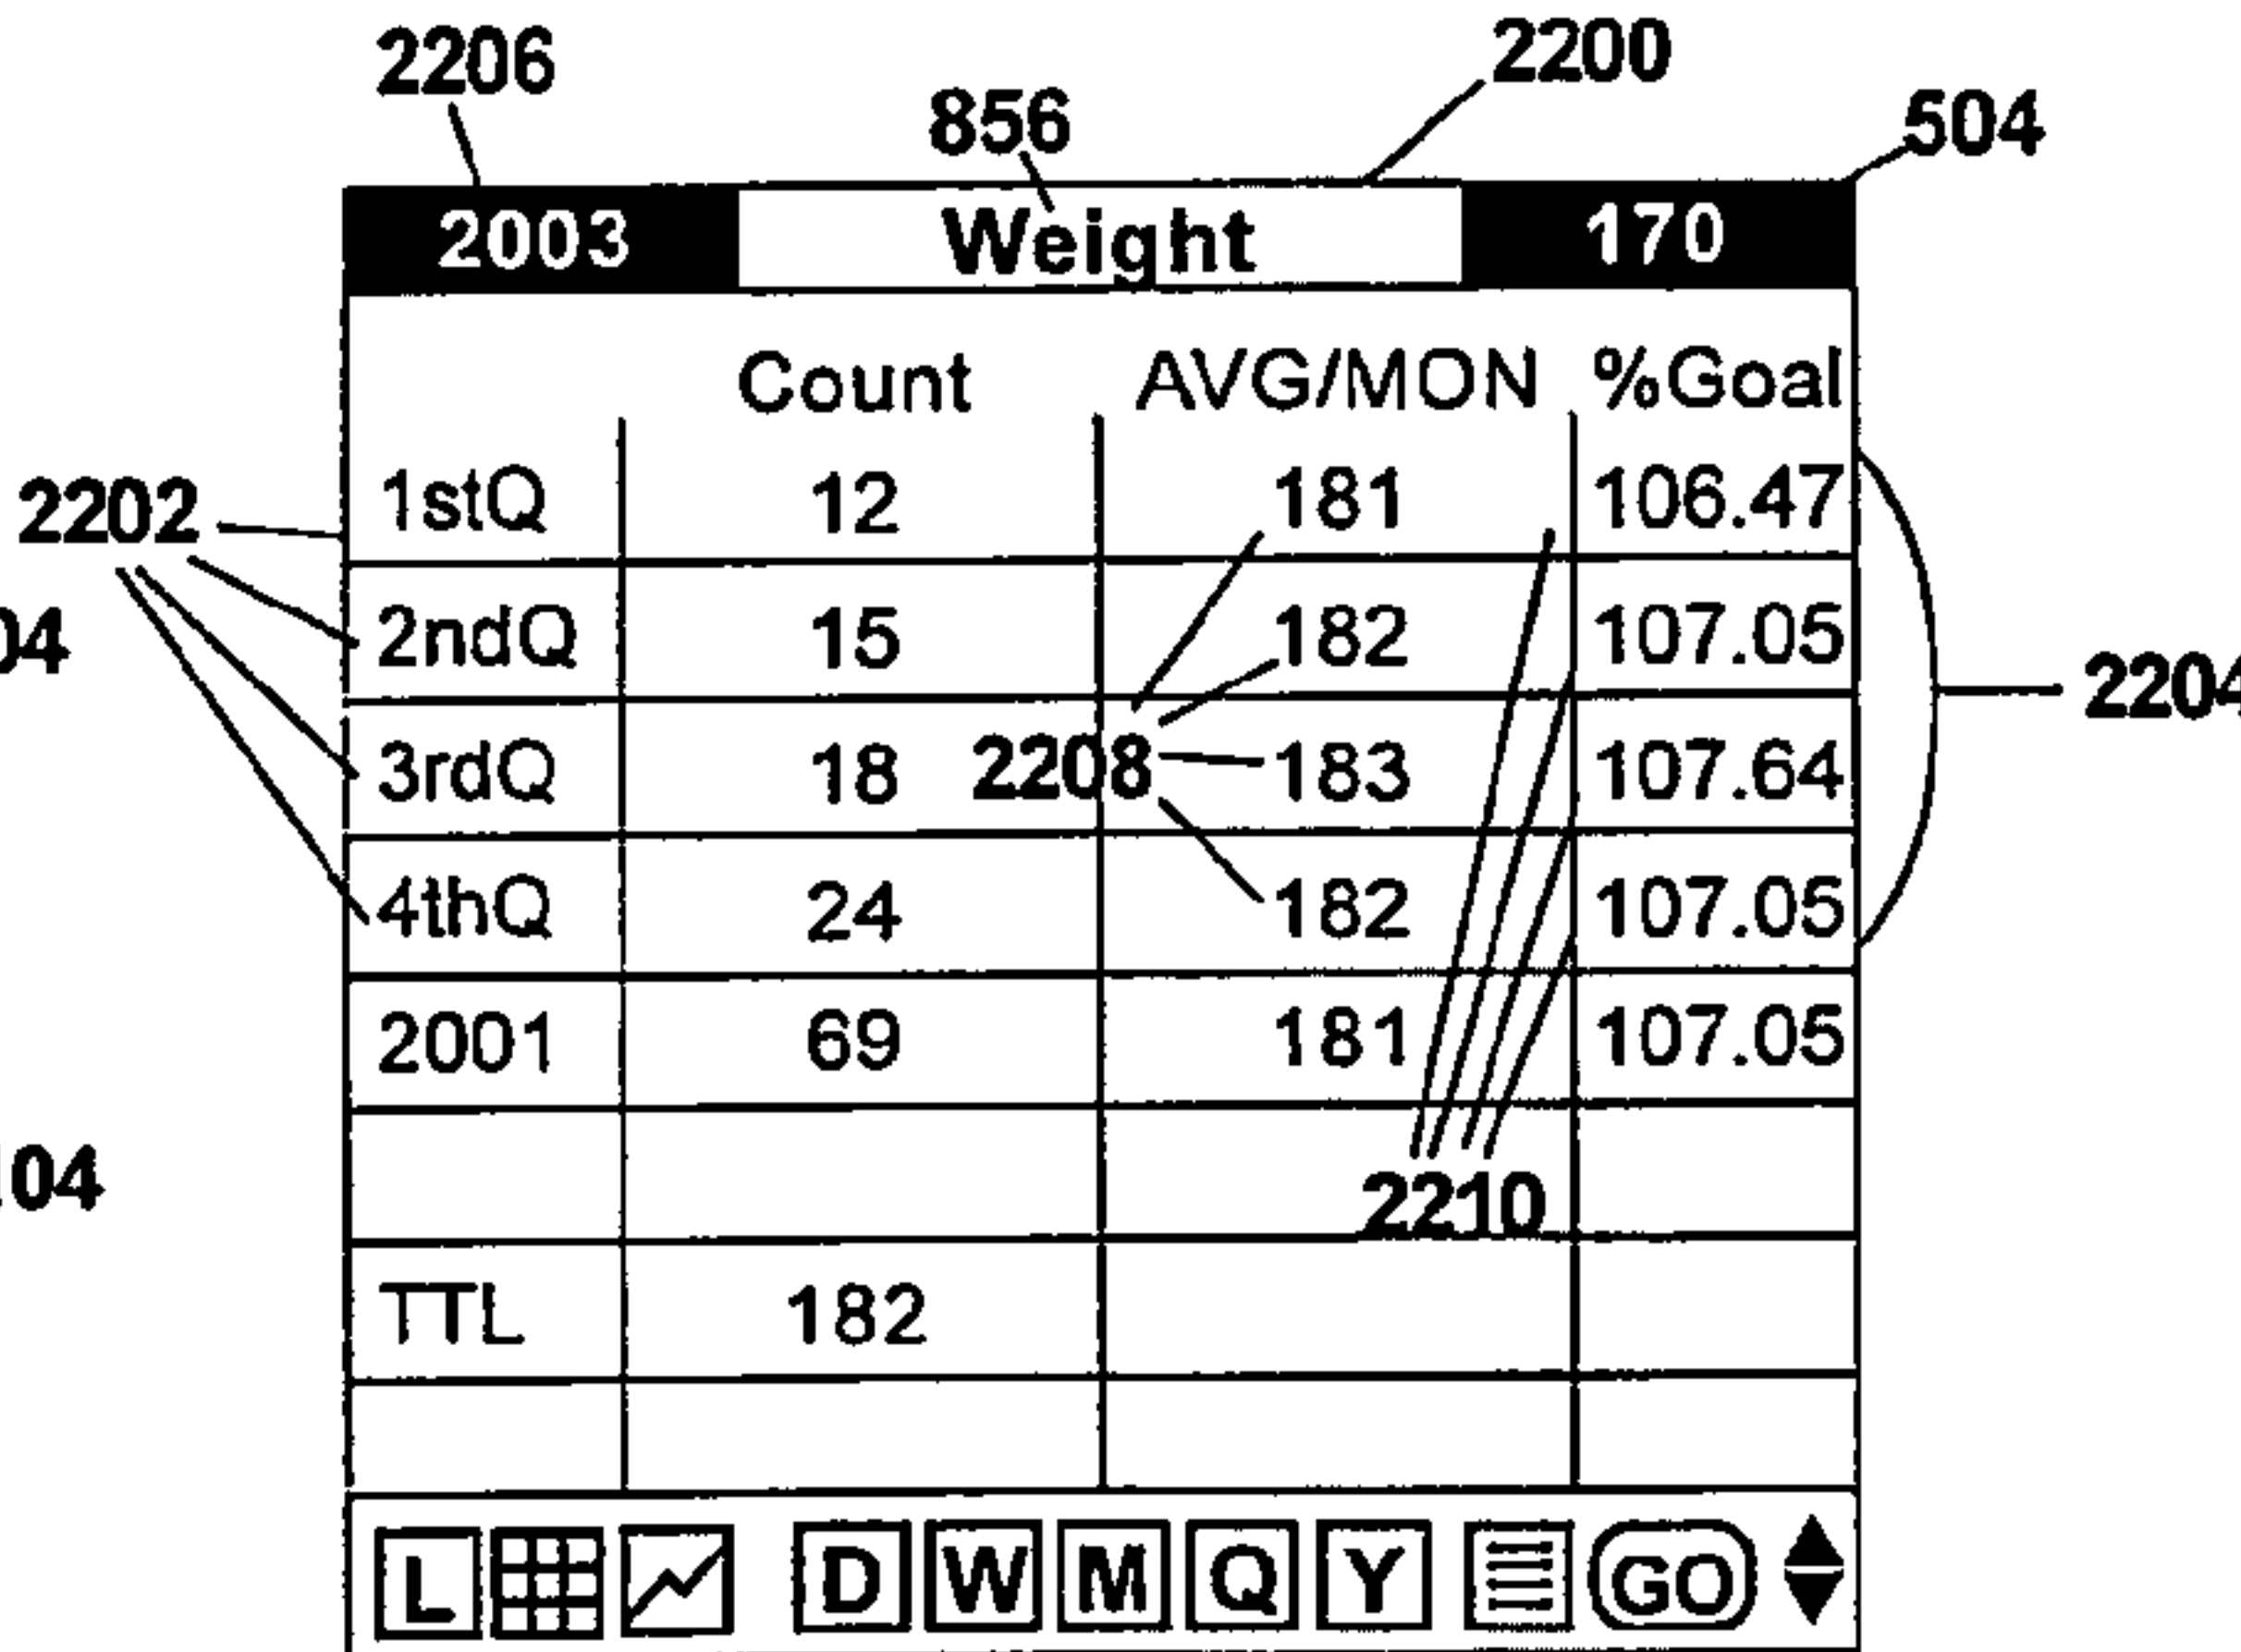 2206
2200
856
504
2003 Weight 170
Count AVG/MON %Goal
2202
1stQ 12 181 106.47
04
2ndQ 15 182 107.05
2204
3rdQ 18 2208 183 107.64
4thQ 24 182 107.05
2001 69 181 107.05
104
2210
TTL 182
L D W M Q Y GO